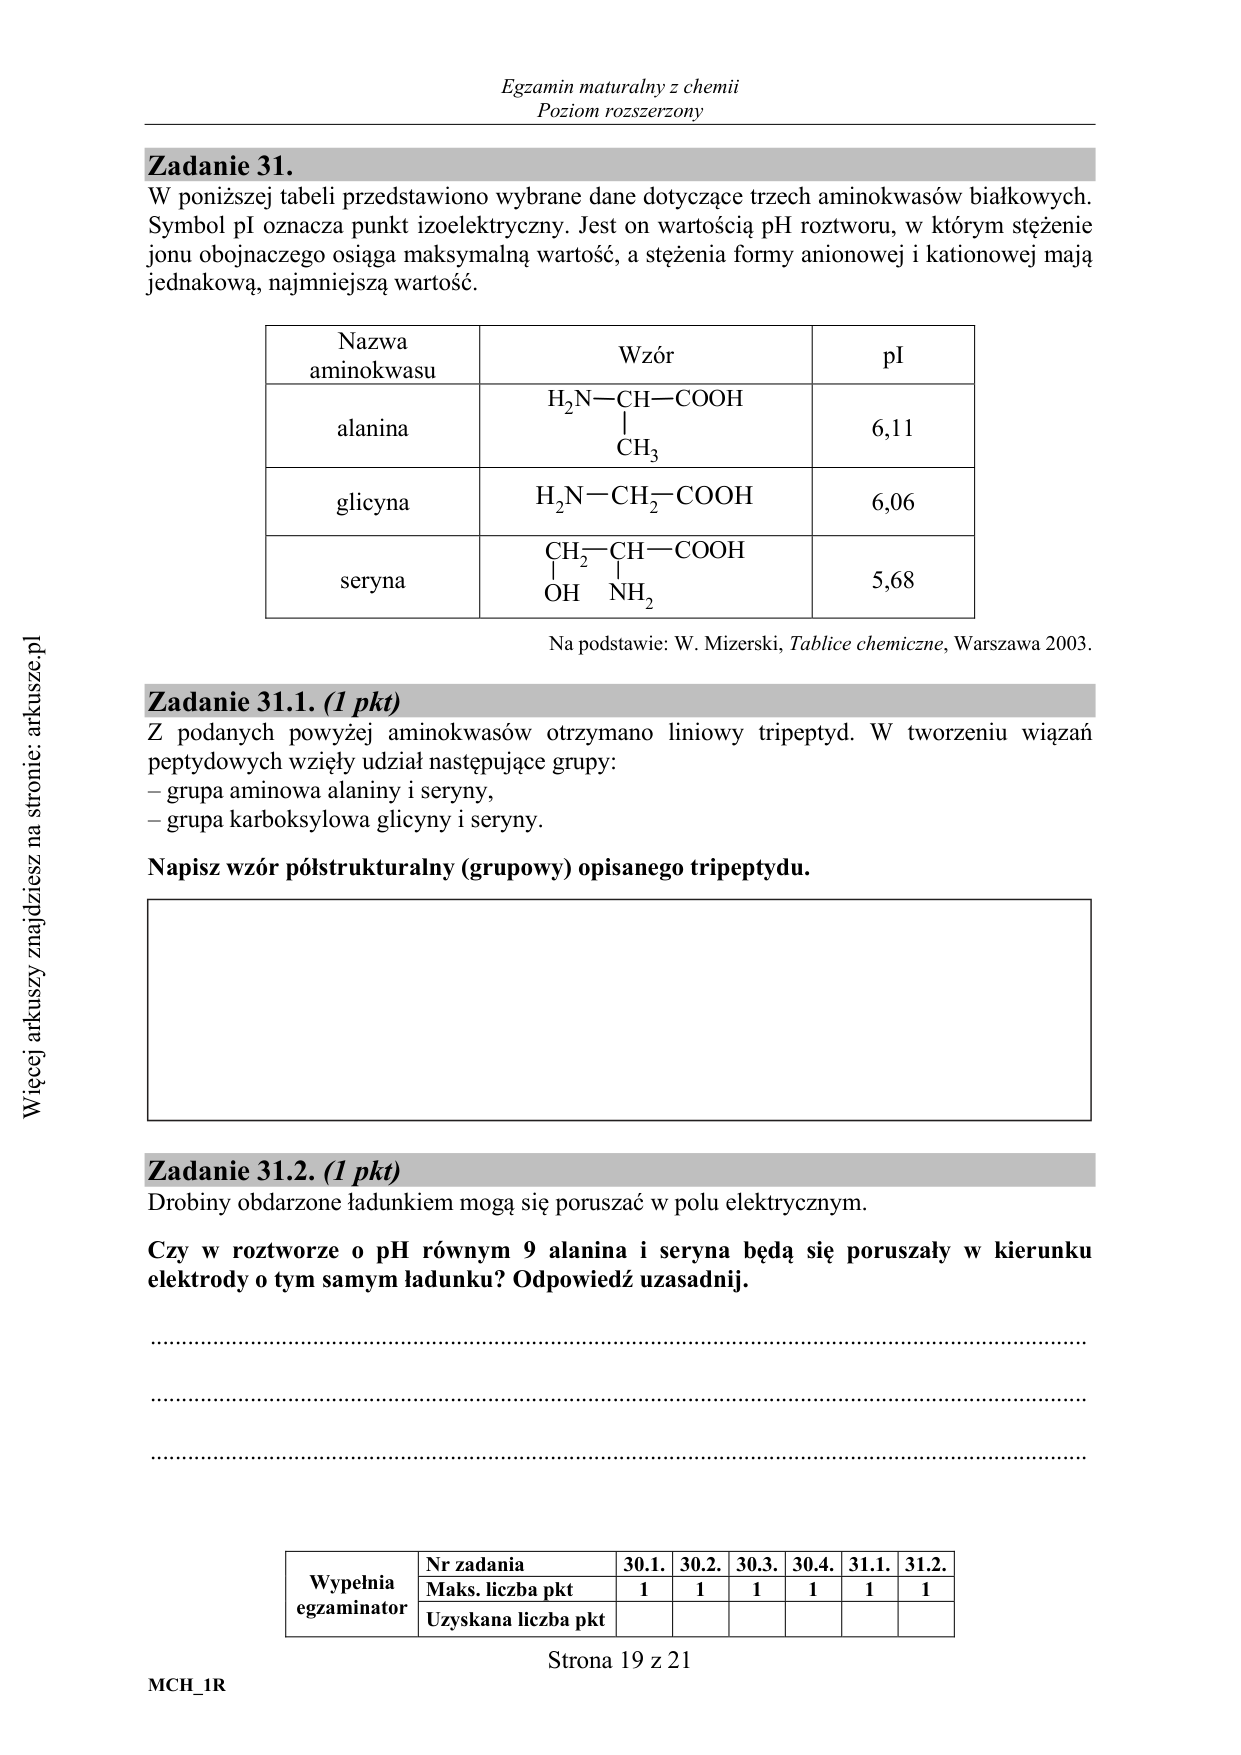 Egzamin maturalny z chemii
Poziom rozszerzony
Zadanie 31.
W poniższej tabeli przedstawiono wybrane dane dotyczące trzech aminokwasów białkowych.
Symbol pI oznacza punkt izoelektryczny. Jest on wartością pH roztworu, w którym stężenie
jonu obojnaczego osiąga maksymalną wartość, a stężenia formy anionowej i kationowej mają
jednakową, najmniejszą wartość.
Nazwa
aminokwasu
Wzór
pI
alanina
H2N—CH—COOH
|
CH3
6,11
glicyna
H2N—CH2—COOH
6,06
seryna
CH2—CH—COOH
| |
OH NH2
5,68
Na podstawie: W. Mizerski, Tablice chemiczne, Warszawa 2003.
Zadanie 31.1. (1 pkt)
Z podanych powyżej aminokwasów otrzymano liniowy tripeptyd. W tworzeniu wiązań
peptydowych wzięły udział następujące grupy:
– grupa aminowa alaniny i seryny,
– grupa karboksylowa glicyny i seryny.
Napisz wzór półstrukturalny (grupowy) opisanego tripeptydu.
Zadanie 31.2. (1 pkt)
Drobiny obdarzone ładunkiem mogą się poruszać w polu elektrycznym.
Czy w roztworze o pH równym 9 alanina i seryna będą się poruszały w kierunku
elektrody o tym samym ładunku? Odpowiedź uzasadnij.
Wypełnia
egzaminator
Nr zadania 30.1. 30.2. 30.3. 30.4. 31.1. 31.2.
Maks. liczba pkt 1 1 1 1 1 1
Uzyskana liczba pkt
Strona 19 z 21
MCH_1R
Więcej arkuszy znajdziesz na stronie: arkusze.pl